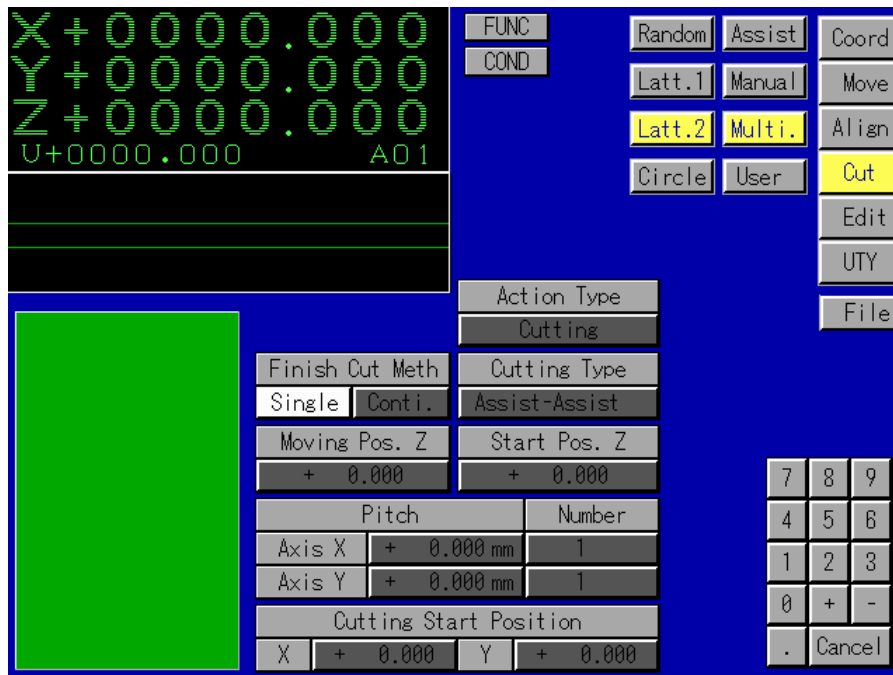 X+0000.000
Y+0000.000
Z+0000.000
U+0000.000 A01
FUNC
COND
Random Assist
Latt.1 Manual
Latt.2 Multi.
Circle User
Coord
Move
Align
Cut
Edit
UTY
File
Action Type
Cutting
Finish Cut Meth
Single Conti.
Cutting Type
Assist-Assist
Moving Pos. Z
+ 0.000
Start Pos. Z
+ 0.000
Pitch Number
Axis X + 0.000 mm 1
Axis Y + 0.000 mm 1
Cutting Start Position
X + 0.000 Y + 0.000
7 8 9
4 5 6
1 2 3
0 + -
. Cancel